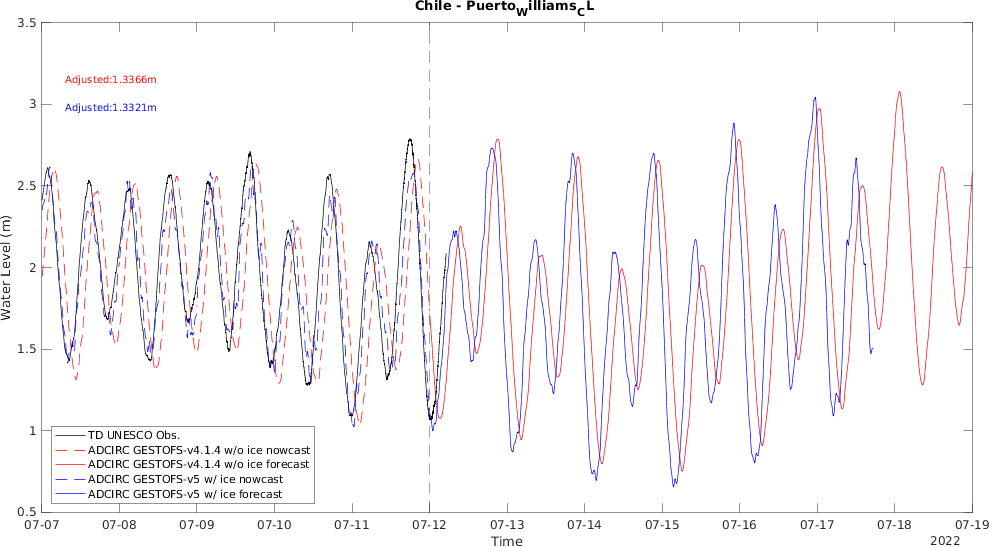 Chile - PuertoWilliamsCL
3.5
Adjusted:1.3366m
3
Adjusted:1.3321m
2.5
Water Level (m)
2
1.5
1
TD UNESCO Obs.
ADCIRC GESTOFS-v4.1.4 w/o ice nowcast
ADCIRC GESTOFS-v4.1.4 w/o ice forecast
ADCIRC GESTOFS-v5 w/ ice nowcast
ADCIRC GESTOFS-v5 w/ ice forecast
0.5
07-07 07-08 07-09 07-10 07-11 07-12 07-13 07-14 07-15 07-16 07-17 07-18 07-19
Time
2022